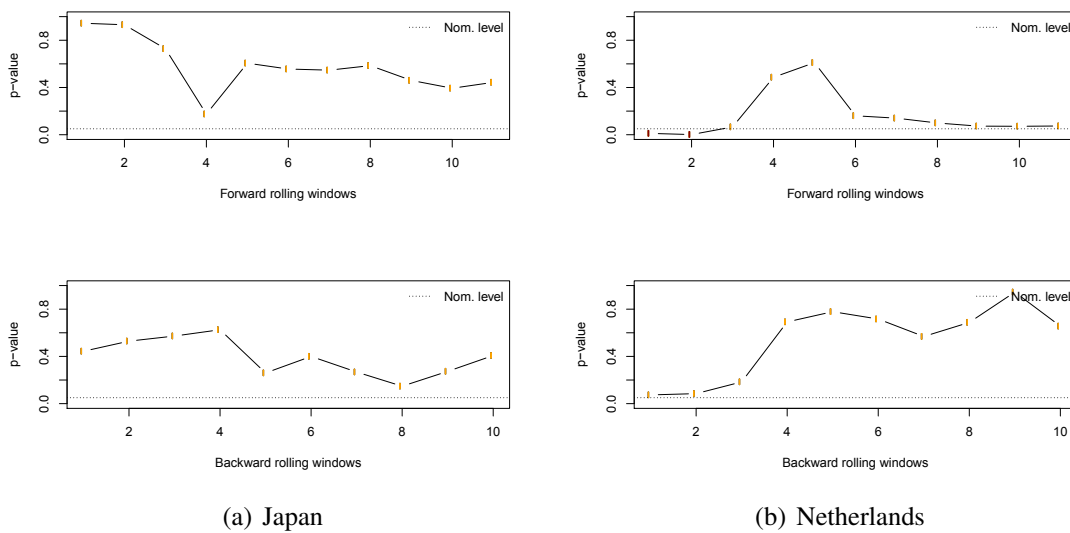 Nom. level
p−value
0.0 0.4 0.8
2 4 6 8 10
Forward rolling windows
Nom. level
p−value
0.0 0.4 0.8
2 4 6 8 10
Forward rolling windows
Nom. level
p−value
0.0 0.4 0.8
2 4 6 8 10
Backward rolling windows
Nom. level
p−value
0.0 0.4 0.8
2 4 6 8 10
Backward rolling windows
(a) Japan
(b) Netherlands